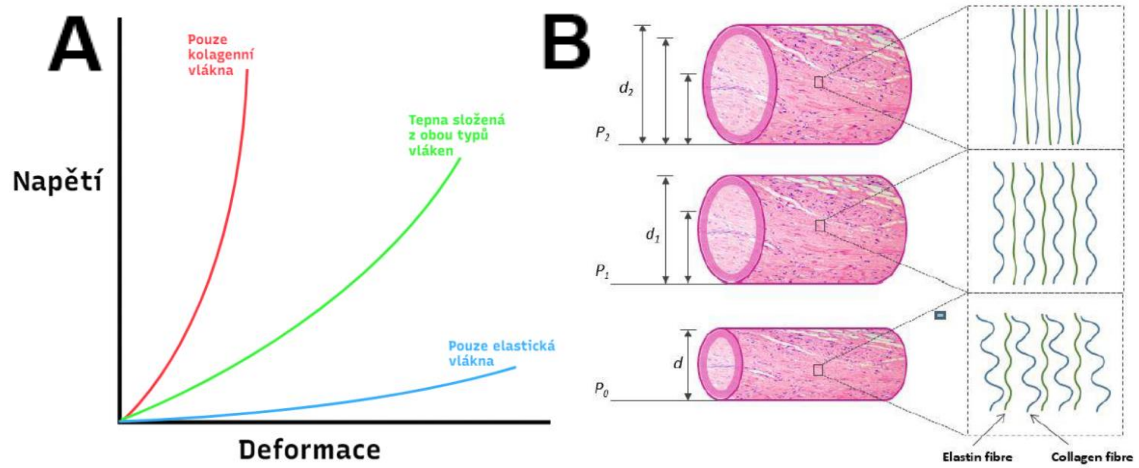 A
Pouze
kolagenní
vlákna
Tepna složená
z obou typů
vláken
Napětí
Pouze elastická
vlákna
Deformace
B
d₂
P₂
d₁
P₁
d
P₀
Elastin fibre
Collagen fibre